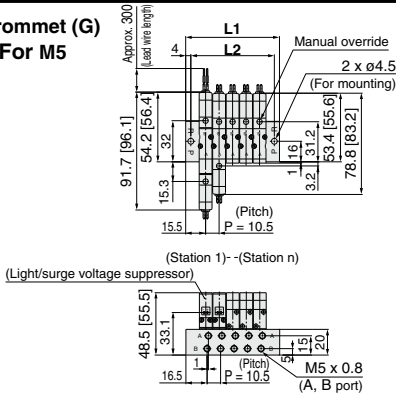 rommet (G)
For M5
Approx. 300
(Lead wire length)
L1
L2
4
Manual override
2 x ø4.5
(For mounting)
91.7 [96.1]
54.2 [56.4]
32
15.3
R
P
R
P
16
1
31.2
3.2
53.4 [55.6]
78.8 [83.2]
15.5
(Pitch)
P = 10.5
(Station 1)--(Station n)
(Light/surge voltage suppressor)
48.5 [55.5]
33.1
A
B
A
B
1
16.5
(Pitch)
P = 10.5
5
15
20
M5 x 0.8
(A, B port)